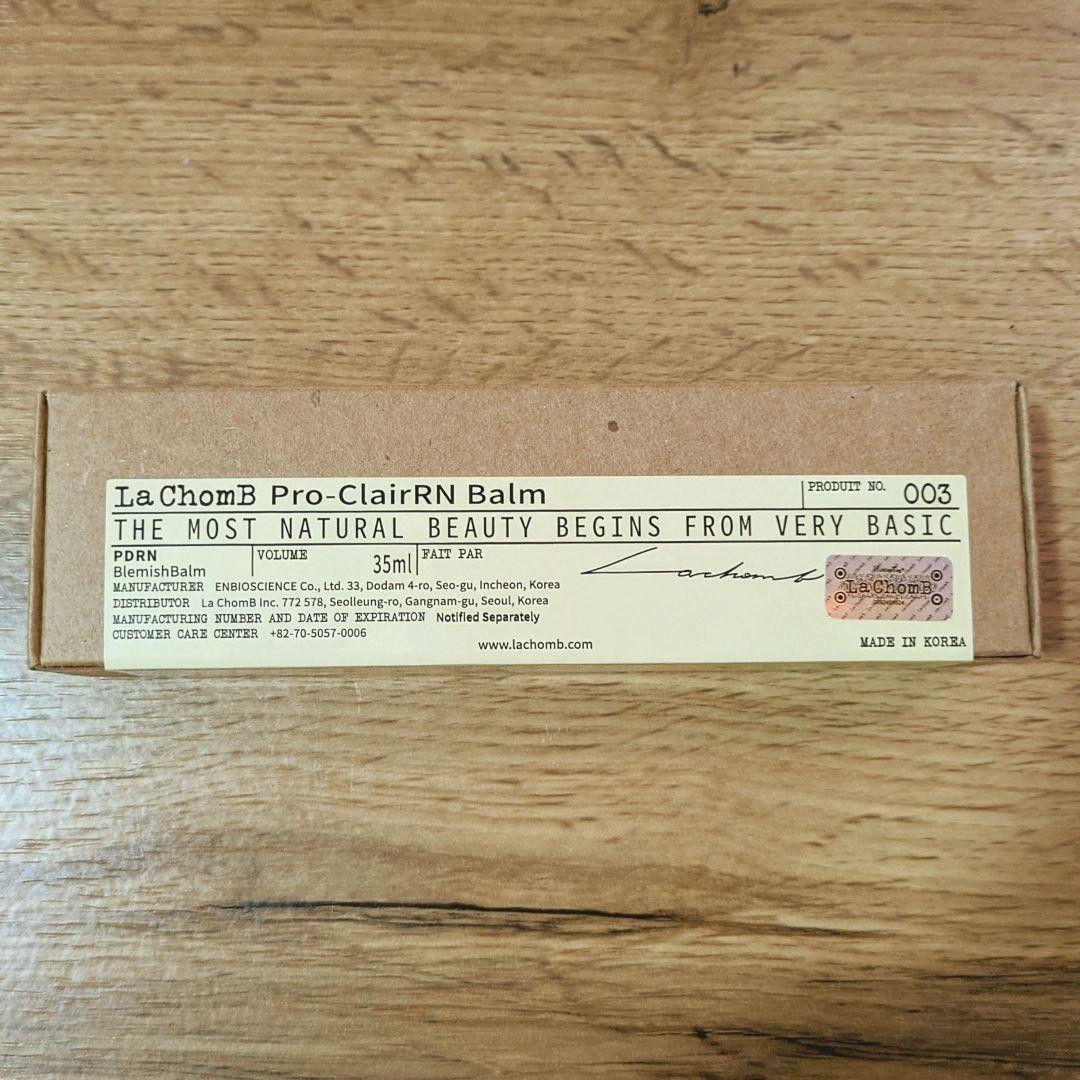 La ChomB Pro-ClairRN Balm
PRODUIT NO. 003
THE MOST NATURAL BEAUTY BEGINS FROM VERY BASIC
PDRN
BlemishBalm
VOLUME 35ml
FAIT PAR Lachomb
MANUFACTURER ENBIOSCIENCE Co., Ltd. 33, Dodam 4-ro, Seo-gu, Incheon, Korea
DISTRIBUTOR La ChomB Inc. 772 578, Seolleung-ro, Gangnam-gu, Seoul, Korea
MANUFACTURING NUMBER AND DATE OF EXPIRATION Notified Separately
CUSTOMER CARE CENTER +82-70-5057-0006
www.lachomb.com
La ChomB
MADE IN KOREA